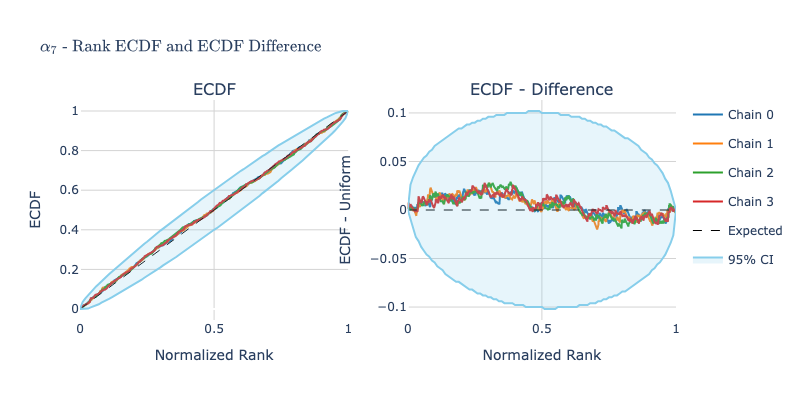 α₇ - Rank ECDF and ECDF Difference
ECDF
ECDF - Difference
ECDF
1
0.8
0.6
0.4
0.2
0
0
0.5
1
Normalized Rank
ECDF - Uniform
0.1
0.05
0
−0.05
−0.1
0
0.5
1
Normalized Rank
Chain 0
Chain 1
Chain 2
Chain 3
Expected
95% CI